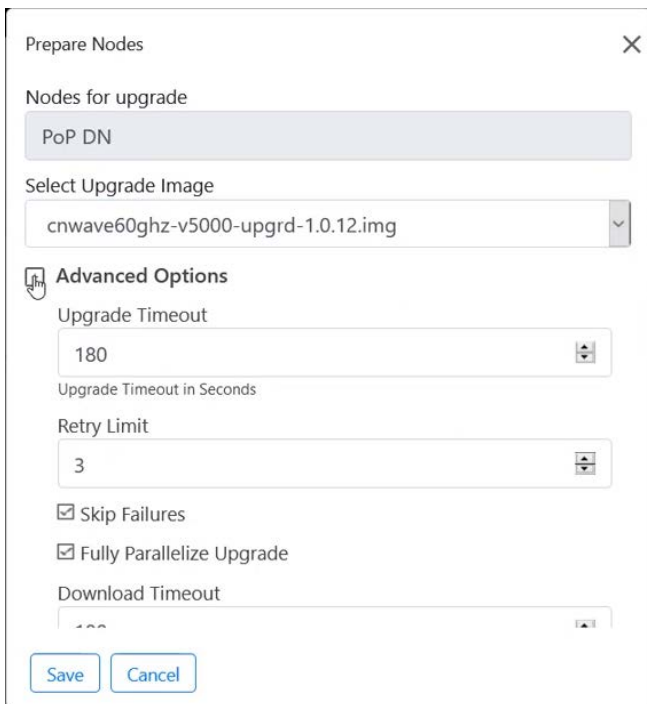 Prepare Nodes
Nodes for upgrade
PoP DN
Select Upgrade Image
cnwave60ghz-v5000-upgrd-1.0.12.img
Advanced Options
Upgrade Timeout
180
Upgrade Timeout in Seconds
Retry Limit
3
Skip Failures
Fully Parallelize Upgrade
Download Timeout
Save Cancel